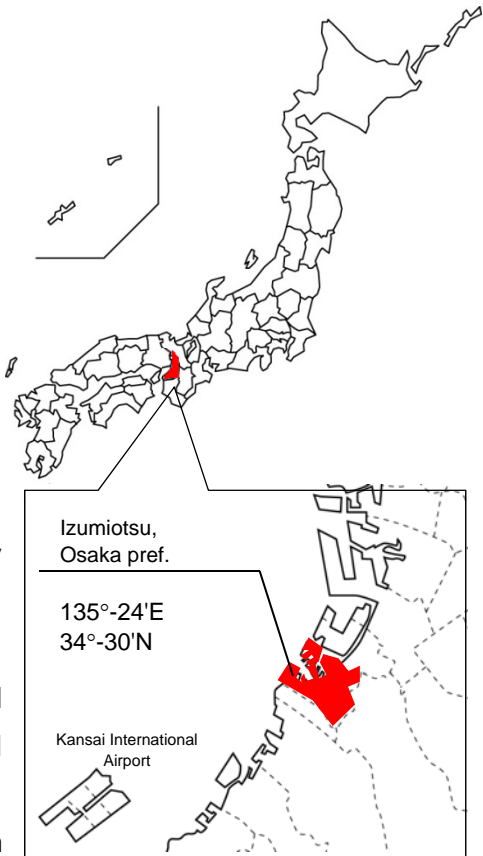 Izumiotsu,
Osaka pref.
135°-24'E
34°-30'N
Kansai International
Airport